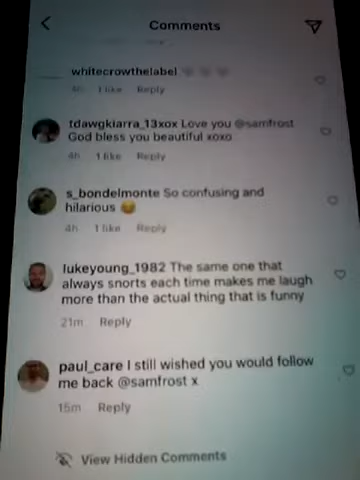 Comments
whitecrowthelabel
4h 1 like Reply
tdawgkiarra_13xox Love you @samfrost
God bless you beautiful xoxo
4h 1 like Reply
s_bondelmonte So confusing and
hilarious 😂
4h 1 like Reply
lukeyoung_1982 The same one that
always snorts each time makes me laugh
more than the actual thing that is funny
21m Reply
paul_care I still wished you would follow
me back @samfrost x
15m Reply
View Hidden Comments